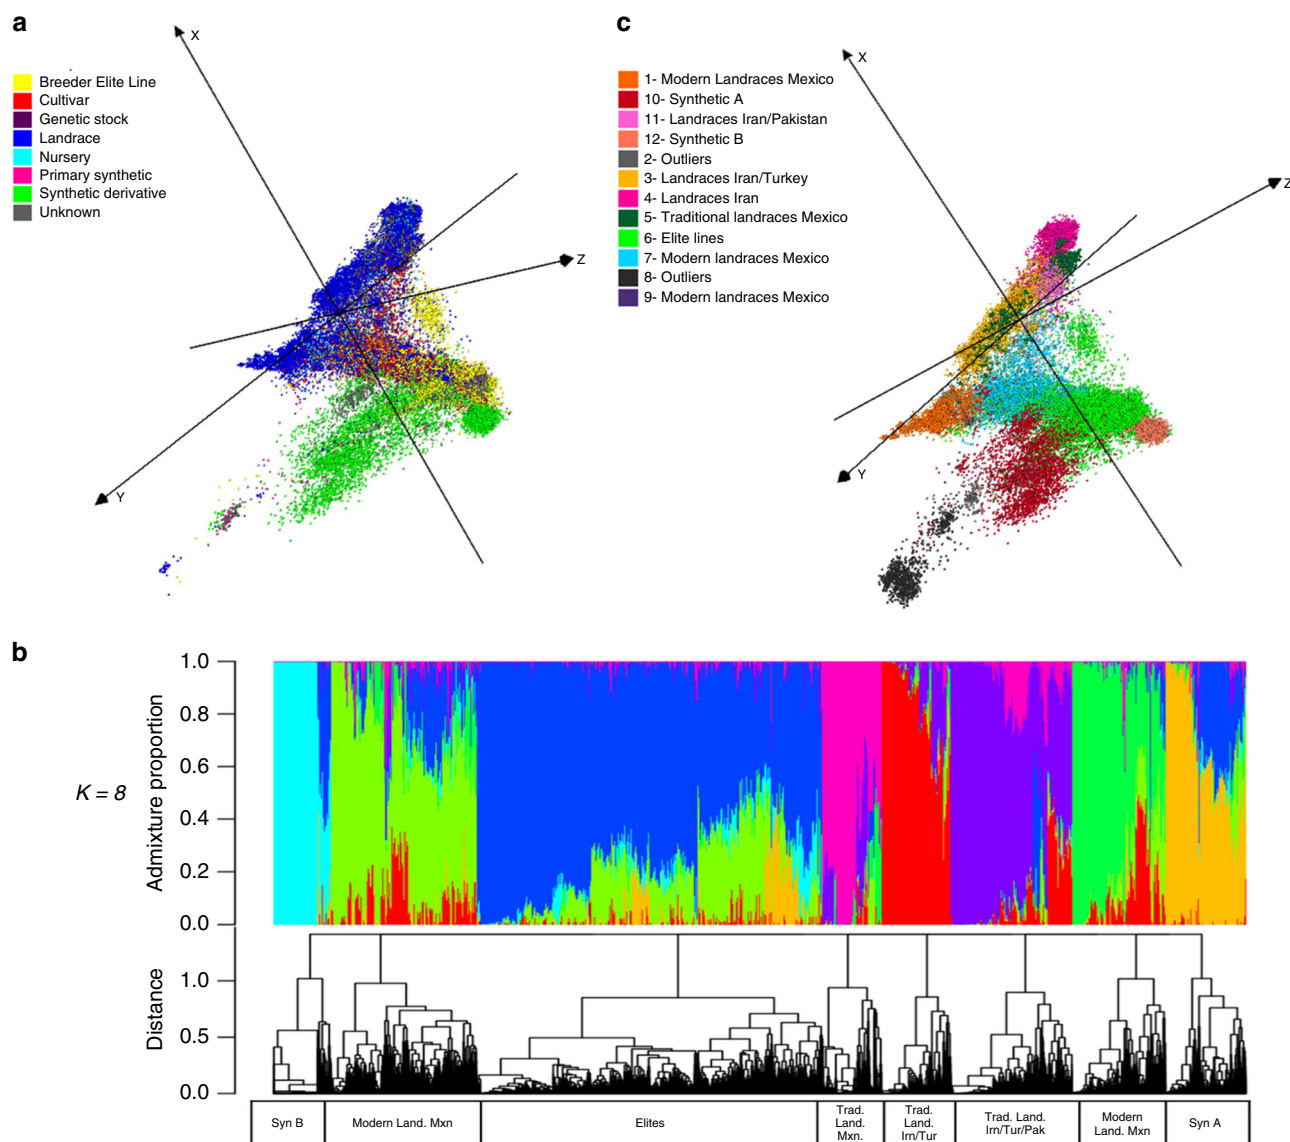 a
X
Breeder Elite Line
Cultivar
Genetic stock
Landrace
Nursery
Primary synthetic
Synthetic derivative
Unknown
Z
Y
c
X
1- Modern Landraces Mexico
10- Synthetic A
11- Landraces Iran/Pakistan
12- Synthetic B
2- Outliers
3- Landraces Iran/Turkey
4- Landraces Iran
5- Traditional landraces Mexico
6- Elite lines
7- Modern landraces Mexico
8- Outliers
9- Modern landraces Mexico
Z
Y
b
K = 8
Admixture proportion
1.0
0.8
0.6
0.4
0.2
0.0
Distance
1.0
0.5
0.0
Syn B
Modern Land. Mxn
Elites
Trad.
Land.
Mxn.
Trad.
Land.
Irn/Tur
Trad. Land.
Irn/Tur/Pak
Modern
Land. Mxn
Syn A